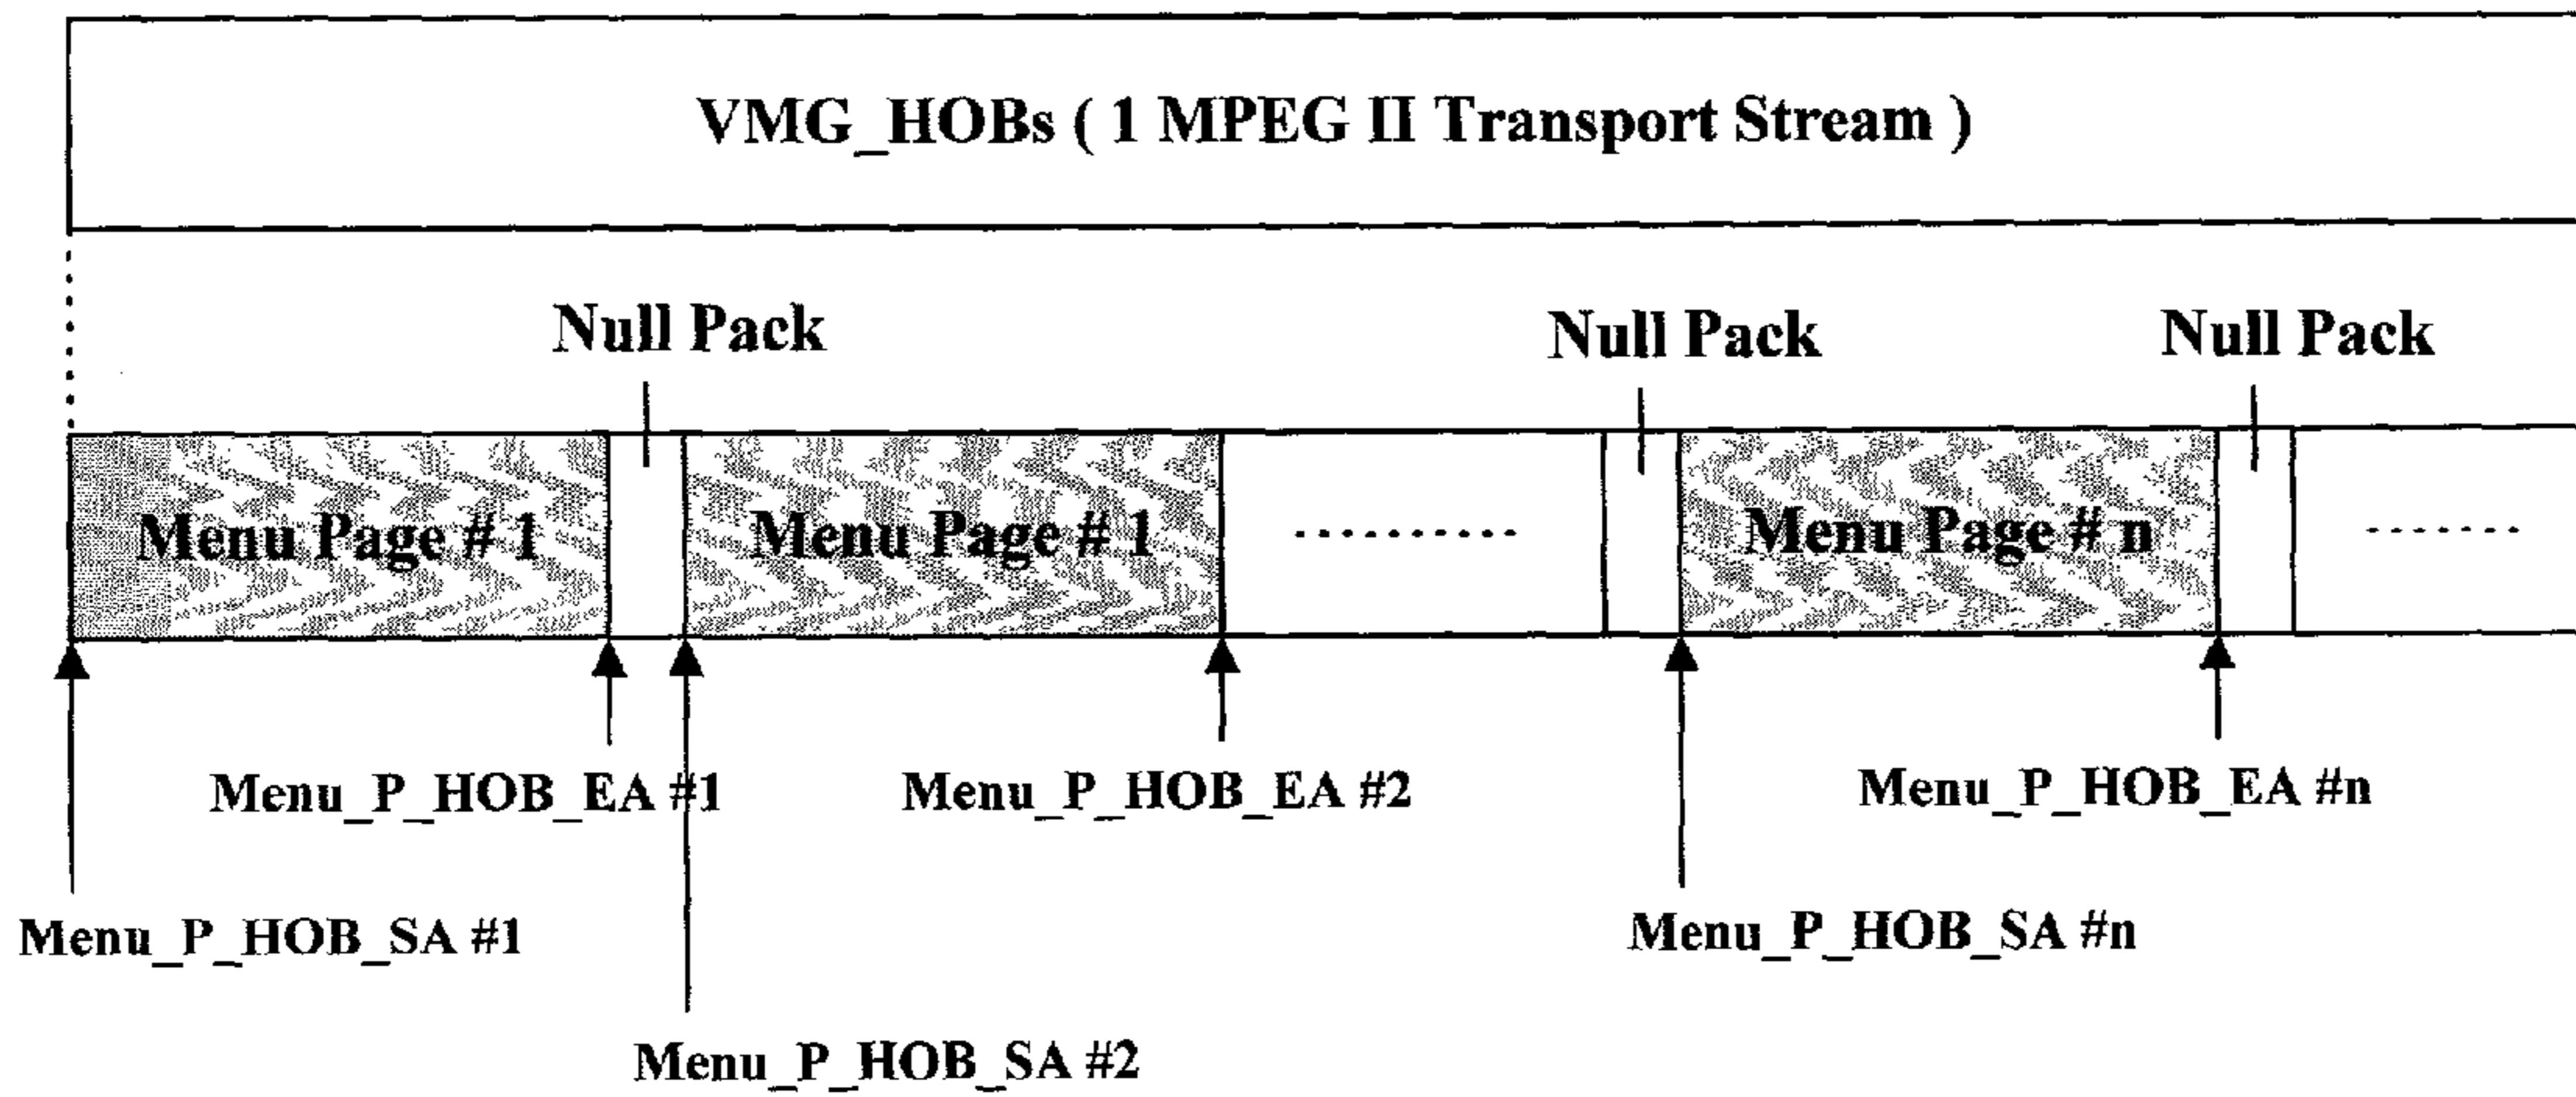 VMG_HOBs ( 1 MPEG II Transport Stream )
Null Pack
Null Pack
Null Pack
Menu Page # 1
Menu Page # 1
Menu Page # n
Menu_P_HOB_EA #1
Menu_P_HOB_EA #2
Menu_P_HOB_EA #n
Menu_P_HOB_SA #1
Menu_P_HOB_SA #n
Menu_P_HOB_SA #2